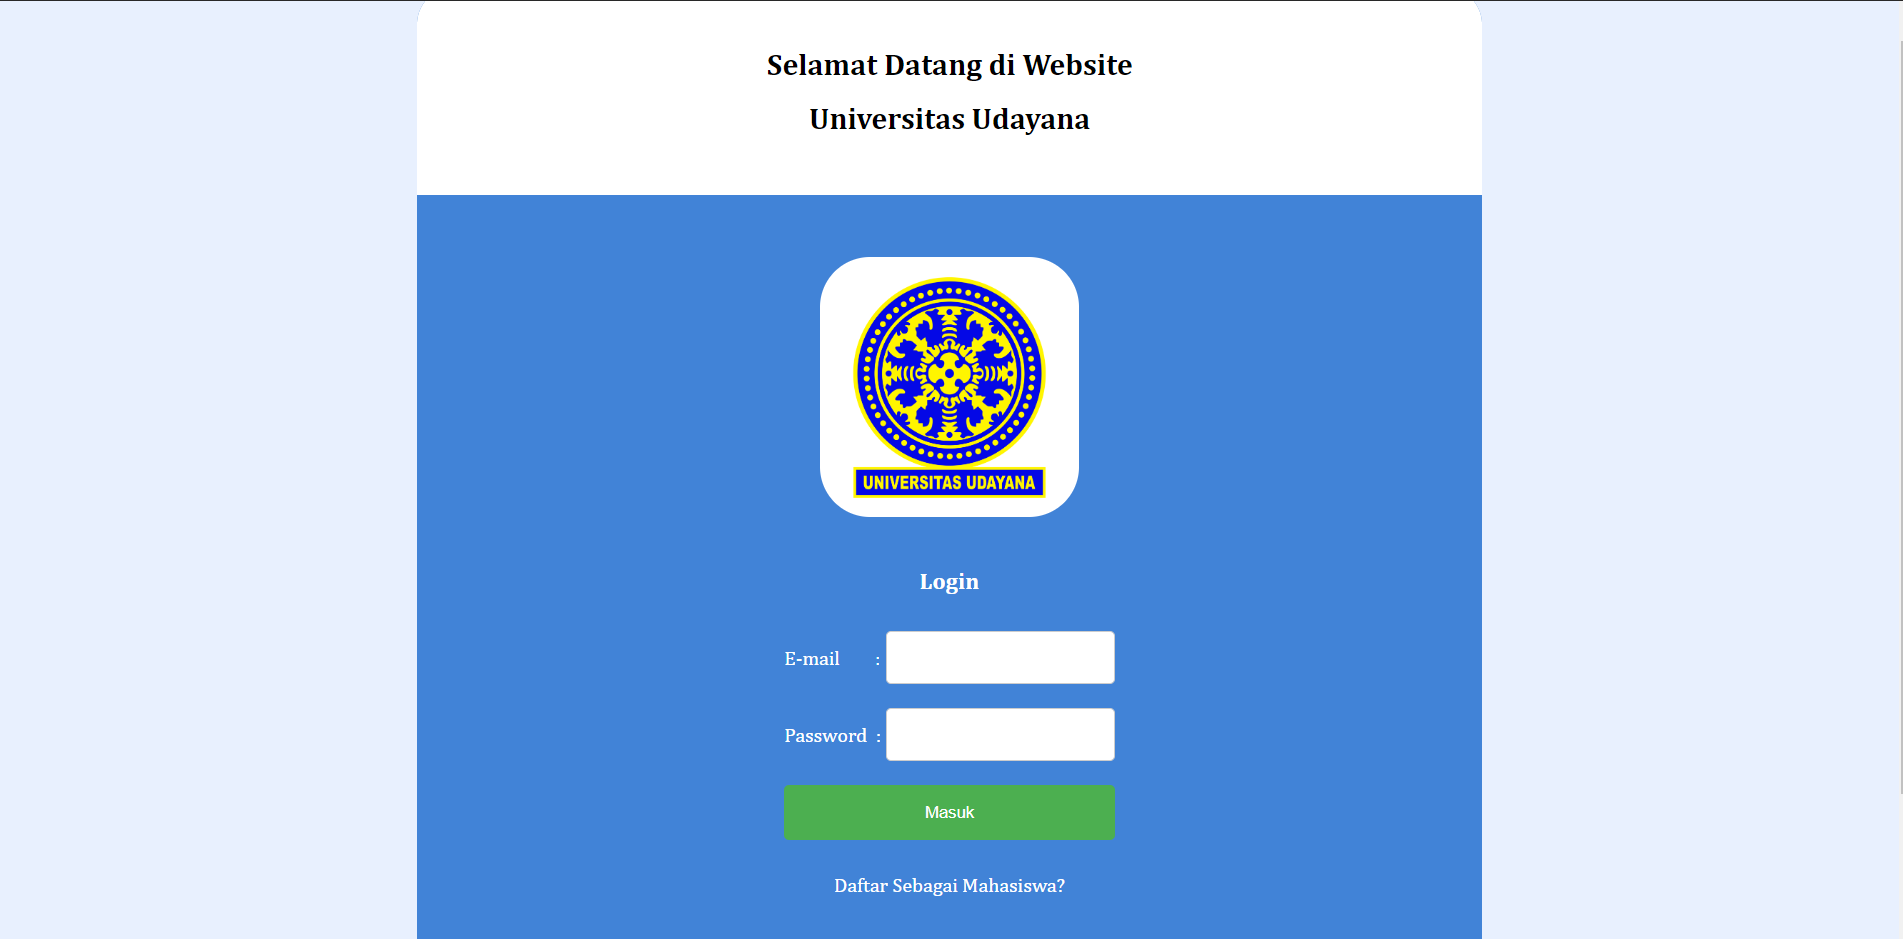 Selamat Datang di Website
Universitas Udayana
UNIVERSITAS UDAYANA
Login
E-mail :
Password :
Masuk
Daftar Sebagai Mahasiswa?